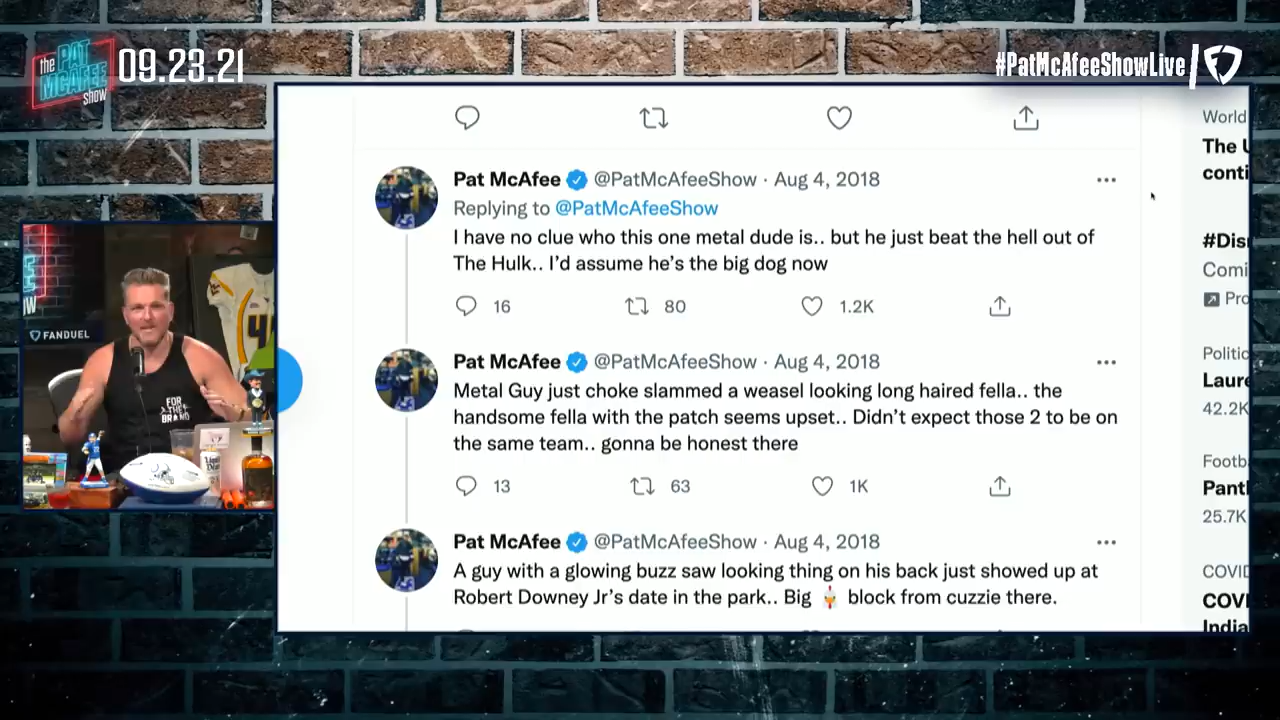 the
PAT
MCAFEE
show
09.23.21
#PatMcAfeeShowLive
Pat McAfee @PatMcAfeeShow · Aug 4, 2018
Replying to @PatMcAfeeShow
I have no clue who this one metal dude is.. but he just beat the hell out of
The Hulk.. I'd assume he's the big dog now
16 80 1.2K
Pat McAfee @PatMcAfeeShow · Aug 4, 2018
Metal Guy just choke slammed a weasel looking long haired fella.. the
handsome fella with the patch seems upset.. Didn't expect those 2 to be on
the same team.. gonna be honest there
13 63 1K
Pat McAfee @PatMcAfeeShow · Aug 4, 2018
A guy with a glowing buzz saw looking thing on his back just showed up at
Robert Downey Jr's date in the park.. Big 🐓 block from cuzzie there.
World
The U
conti
#Disn
Comi
Pro
Politic
Laure
42.2K
Footb
Pant
25.7K
COVID
COVI
India
FANDUEL
FOR
THE
BRAND